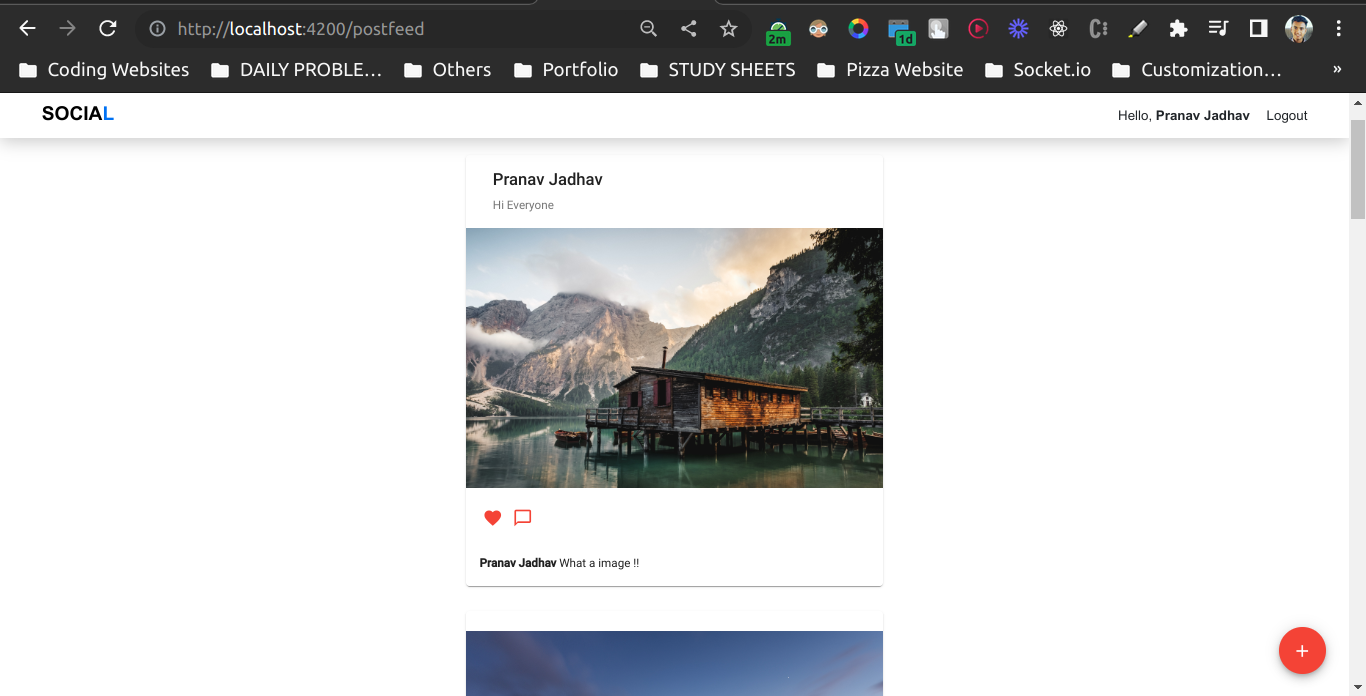 http://localhost:4200/postfeed
2m
1d
Coding Websites DAILY PROBLE... Others Portfolio STUDY SHEETS Pizza Website Socket.io Customization... »
SOCIAL
Hello, Pranav Jadhav Logout
Pranav Jadhav
Hi Everyone
Pranav Jadhav What a image !!
+